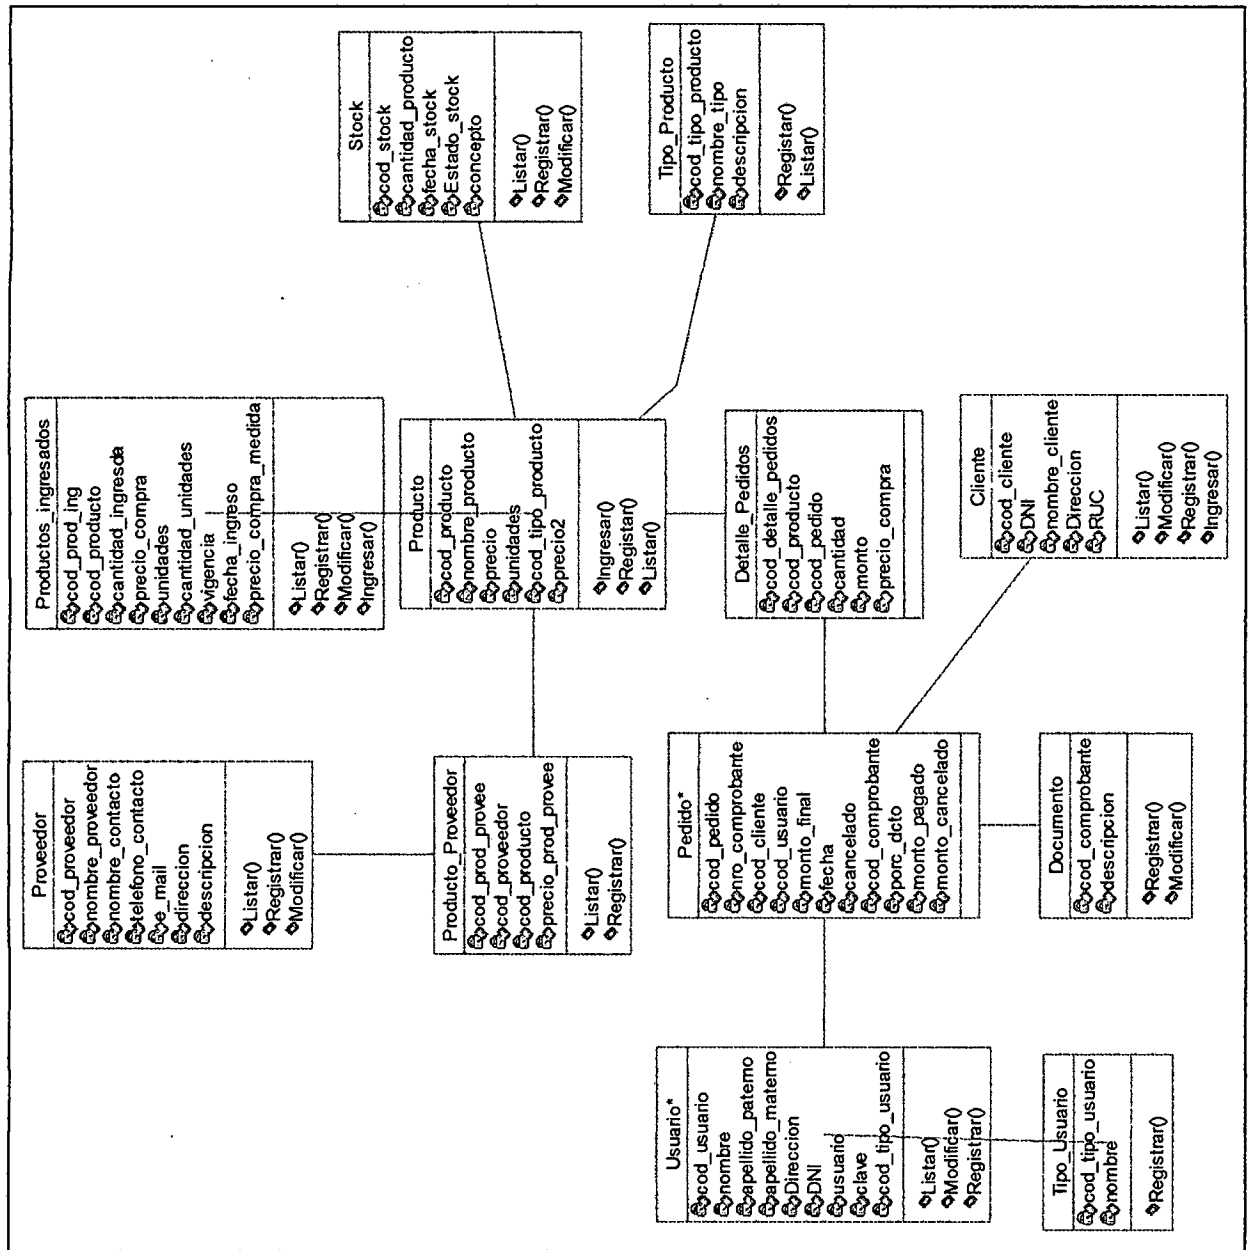 Proveedor
cod_proveedor
nombre_proveedor
nombre_contacto
telefono_contacto
e_mail
direccion
descripcion
Listar()
Registrar()
Modificar()
Productos_ingresados
cod_prod_ing
cod_producto
cantidad_ingresda
precio_compra
unidades
cantidad_unidades
vigencia
fecha_ingreso
precio_compra_medida
Listar()
Registrar()
Modificar()
Ingresar()
Stock
cod_stock
cantidad_producto
fecha_stock
Estado_stock
concepto
Listar()
Registrar()
Modificar()
Producto_Proveedor
cod_prod_provee
cod_proveedor
cod_producto
precio_prod_provee
Listar()
Registrar()
Producto
cod_producto
nombre_producto
precio
unidades
cod_tipo_producto
precio2
Ingresar()
Registar()
Listar()
Tipo_Producto
cod_tipo_producto
nombre_tipo
descripcion
Registar()
Listar()
Usuario*
cod_usuario
nombre
apellido_paterno
apellido_materno
Direccion
DNI
usuario
clave
cod_tipo_usuario
Listar()
Modificar()
Registrar()
Pedido*
cod_pedido
nro_comprobante
cod_cliente
cod_usuario
monto_final
fecha
cancelado
cod_comprobante
porc_dcto
monto_pagado
monto_cancelado
Detalle_Pedidos
cod_detalle_pedidos
cod_producto
cod_pedido
cantidad
monto
precio_compra
Cliente
cod_cliente
DNI
nombre_cliente
Direccion
RUC
Listar()
Modificar()
Registrar()
Ingresar()
Tipo_Usuario
cod_tipo_usuario
nombre
Registrar()
Documento
cod_comprobante
descripcion
Registrar()
Modificar()